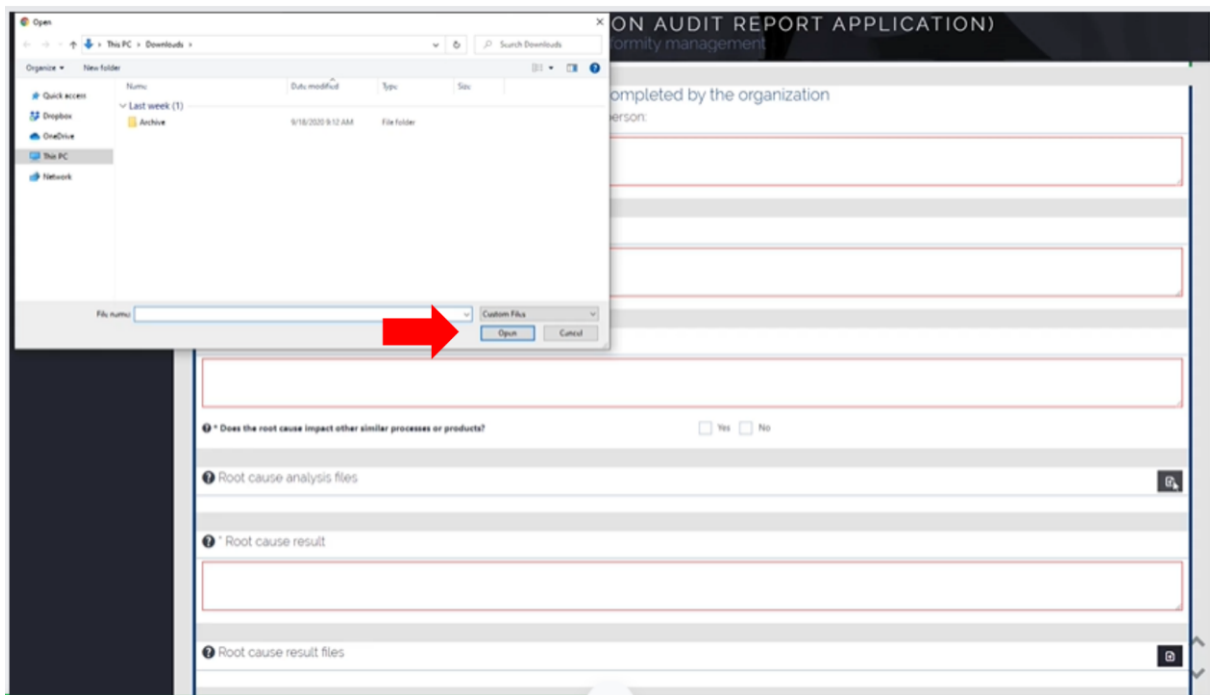 Open
ON AUDIT REPORT APPLICATION)
formity management
This PC > Downloads >
Search Downloads
Organize
New folder
Name
Date modified
Type
Size
Quick access
Dropbox
OneDrive
This PC
Network
Last week (1)
Archive
9/18/2020 9:12 AM
File folder
File name:
Custom Files
Open
Cancel
ompleted by the organization
erson:
* Does the root cause impact other similar processes or products?
Yes
No
Root cause analysis files
* Root cause result
Root cause result files